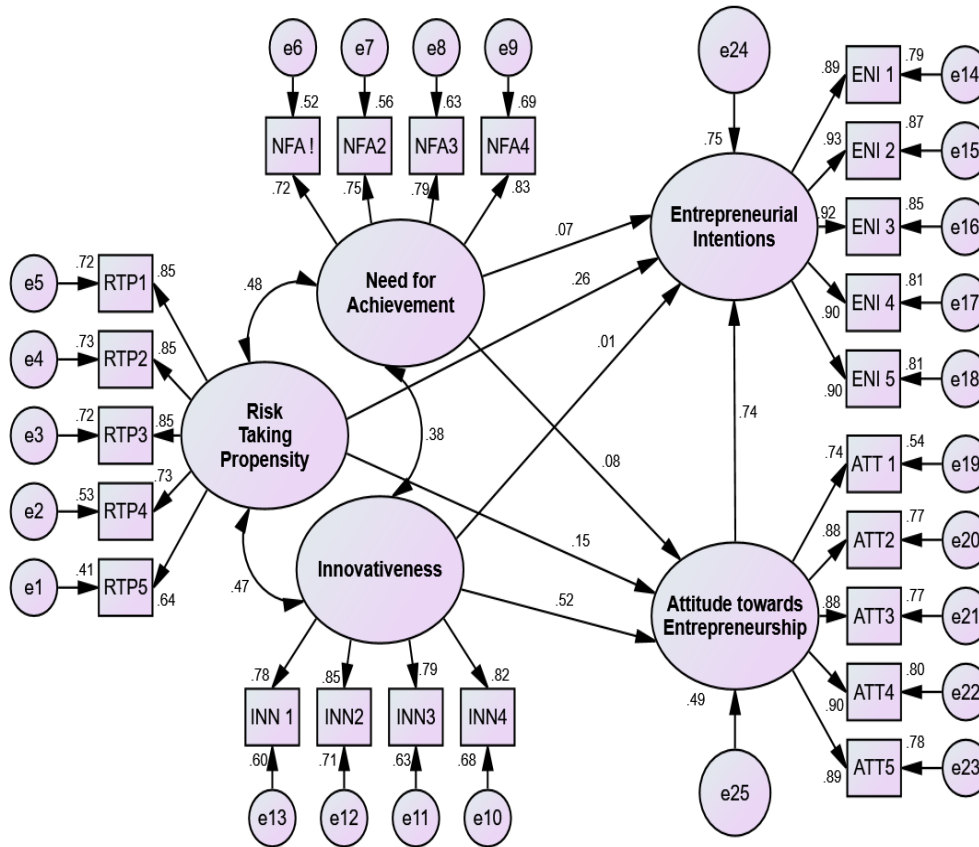 e6
e7
e8
e9
e24
.52
.56
.63
.69
NFA !
NFA2
NFA3
NFA4
.72
.75
.79
.83
.75
Entrepreneurial
Intentions
.89
ENI 1
.79
e14
.93
ENI 2
.87
e15
.92
ENI 3
.85
e16
.90
ENI 4
.81
e17
.90
ENI 5
.81
e18
Need for
Achievement
.07
.26
.01
.48
e5
.72
RTP1
.85
e4
.73
RTP2
.85
e3
.72
RTP3
.85
e2
.53
RTP4
.73
e1
.41
RTP5
.64
Risk
Taking
Propensity
.38
.74
.08
.15
.52
.47
Innovativeness
Attitude towards
Entrepreneurship
.74
ATT 1
.54
e19
.88
ATT2
.77
e20
.88
ATT3
.77
e21
.90
ATT4
.80
e22
.89
ATT5
.78
e23
.49
e25
.78
.85
.79
.82
INN 1
INN2
INN3
INN4
.60
.71
.63
.68
e13
e12
e11
e10